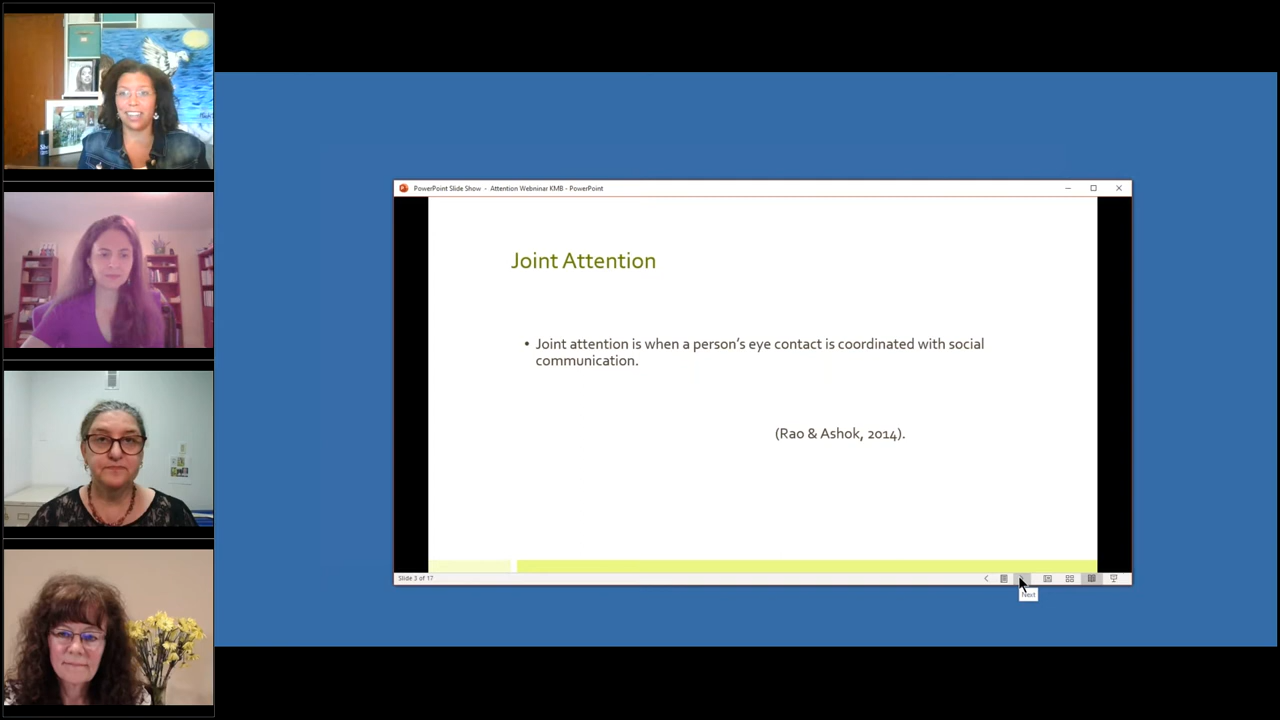 PowerPoint Slide Show - Attention Webninar KMB - PowerPoint
Joint Attention
• Joint attention is when a person's eye contact is coordinated with social
communication.
(Rao & Ashok, 2014).
Slide 3 of 17
Next